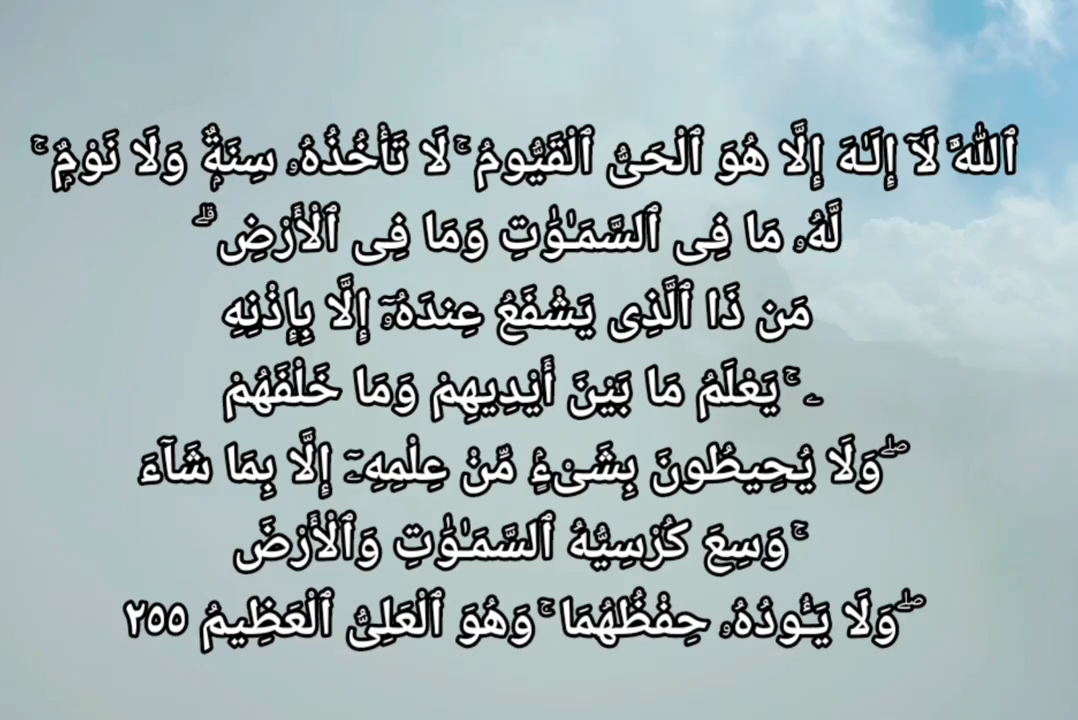 ٱللَّهُ لَآ إِلَـٰهَ إِلَّا هُوَ ٱلْحَىُّ ٱلْقَيُّومُ ۚ لَا تَأْخُذُهُۥ سِنَةٌۭ وَلَا نَوْمٌۭ ۚ
لَّهُۥ مَا فِى ٱلسَّمَـٰوَٰتِ وَمَا فِى ٱلْأَرْضِ ۗ
مَن ذَا ٱلَّذِى يَشْفَعُ عِندَهُۥٓ إِلَّا بِإِذْنِهِ
ۦ ۚ يَعْلَمُ مَا بَيْنَ أَيْدِيهِمْ وَمَا خَلْفَهُمْ
ۖ وَلَا يُحِيطُونَ بِشَىْءٍۢ مِّنْ عِلْمِهِۦٓ إِلَّا بِمَا شَآءَ
ۚ وَسِعَ كُرْسِيُّهُ ٱلسَّمَـٰوَٰتِ وَٱلْأَرْضَ
ۖ وَلَا يَـُٔودُهُۥ حِفْظُهُمَا ۚ وَهُوَ ٱلْعَلِىُّ ٱلْعَظِيمُ ٢٥٥